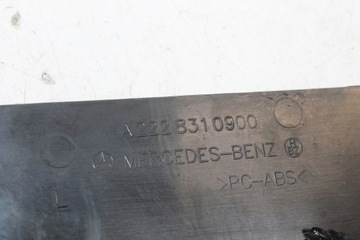 A 222 831 0900
MERCEDES-BENZ
>PC-ABS<
L